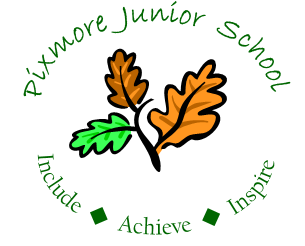 Pixmore Junior School
Include ◆ Achieve ◆ Inspire